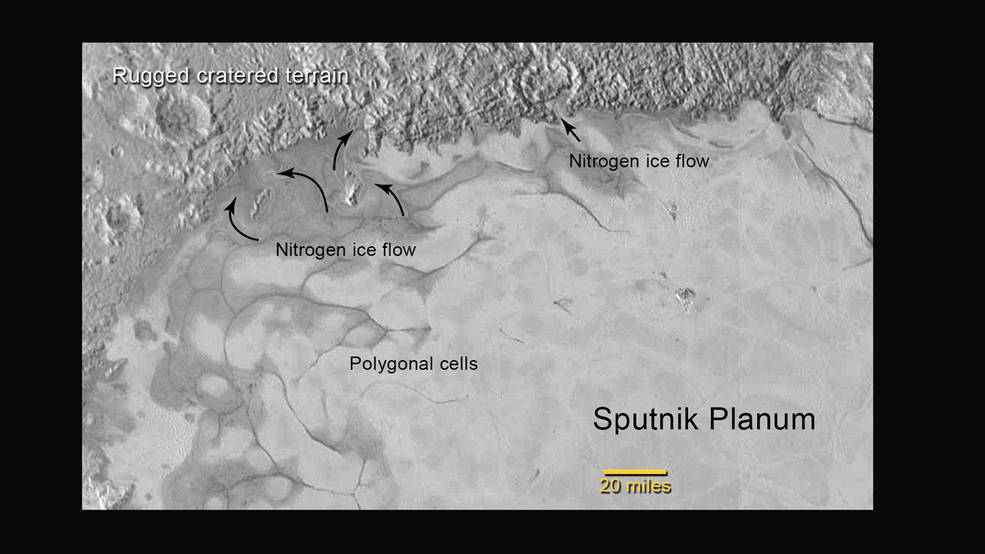 Rugged cratered terrain
Nitrogen ice flow
Nitrogen ice flow
Polygonal cells
Sputnik Planum
20 miles